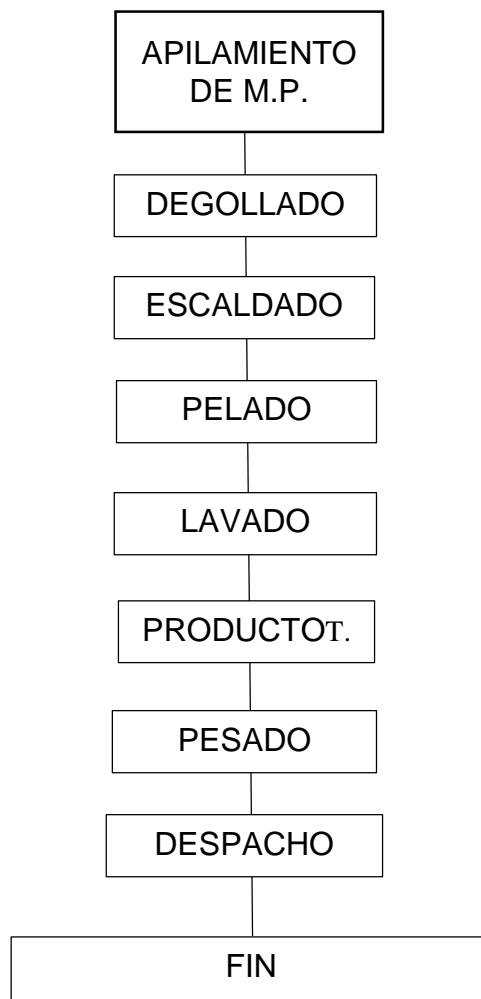 APILAMIENTO
DE M.P.
DEGOLLADO
ESCALDADO
PELADO
LAVADO
PRODUCTOT.
PESADO
DESPACHO
FIN